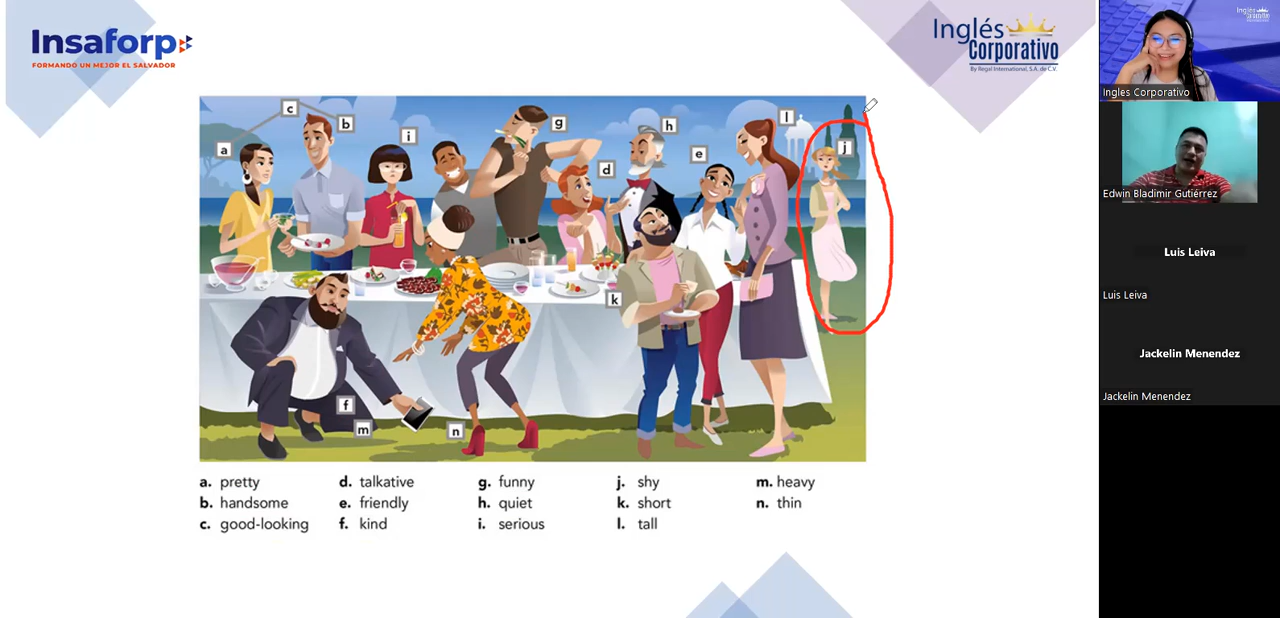 Insaforp
FORMANDO UN MEJOR EL SALVADOR
Inglés
Corporativo
By Regal International, S.A. de C.V.
c
b
a
i
g
h
l
j
d
e
k
f
m
n
a. pretty
b. handsome
c. good-looking
d. talkative
e. friendly
f. kind
g. funny
h. quiet
i. serious
j. shy
k. short
l. tall
m. heavy
n. thin
Ingles Corporativo
Edwin Bladimir Gutiérrez
Luis Leiva
Luis Leiva
Jackelin Menendez
Jackelin Menendez